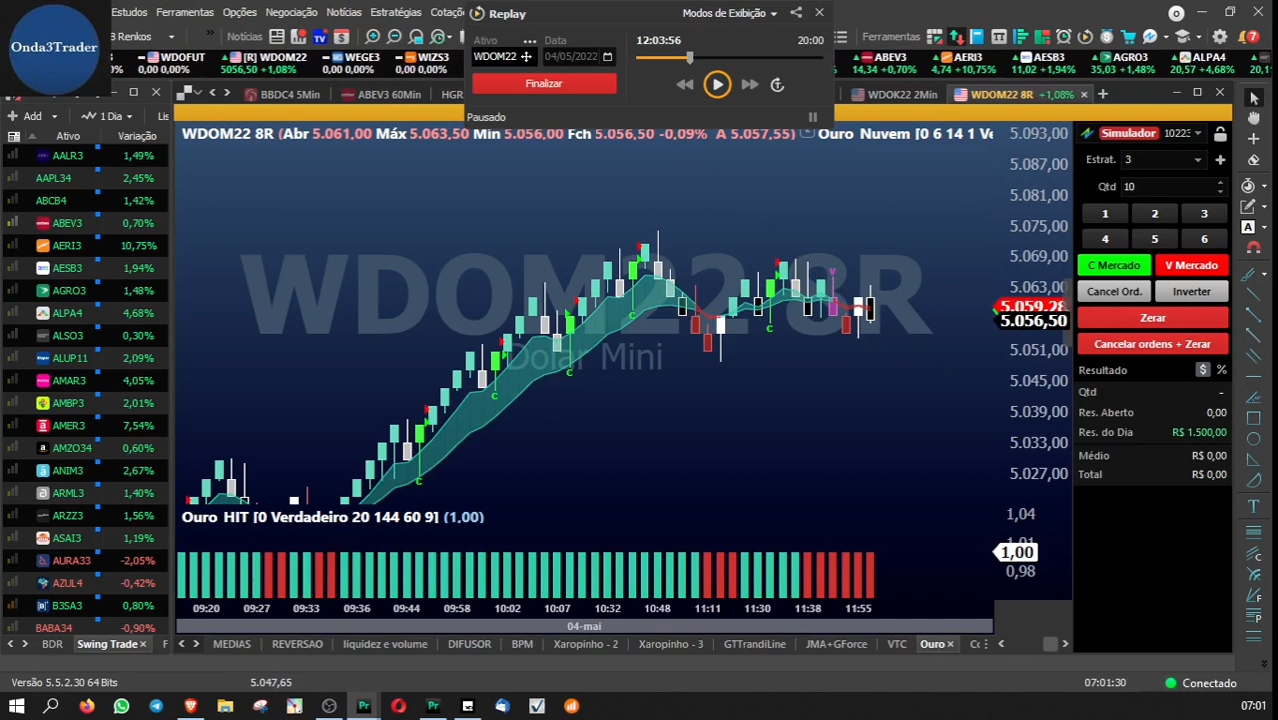 Estudos Ferramentas Opções Negociação Notícias Estratégias Cotaçõ
Replay
Modos de Exibição
Onda3Trader
3 Renkos
Notícias
Ativo
Data
12:03:56
20:00
Ferramentas
WDOFUT
0,00 0,00%
[R] WDOM22
5056,50 +1,08%
WEGE3
0,00 0,00%
WIZS3
0,00 0,00%
WDOM22
04/05/2022
Finalizar
ABEV3
14,34 +0,70%
AERI3
4,74 +10,75%
AESB3
11,02 +1,94%
AGRO3
35,03 +1,48%
ALPA4
20,57 +4,68%
BBDC4 5Min
ABEV3 60Min
WDOK22 2Min
WDOM22 8R
+1,08%
Pausado
Add
1 Dia
Ativo
Variação
WDOM22 8R (Abr 5.061,00 Máx 5.063,50 Min 5.056,00 Fch 5.056,50 -0,09% A 5.057,55)
Ouro Nuvem [0 6 14 1 Ve
AALR3 1,49%
AAPL34 2,45%
ABCB4 1,42%
ABEV3 0,70%
AERI3 10,75%
AESB3 1,94%
AGRO3 1,48%
ALPA4 4,68%
ALSO3 0,30%
ALUP11 2,09%
AMAR3 4,05%
AMBP3 2,01%
AMER3 7,54%
AMZO34 0,60%
ANIM3 2,67%
ARML3 1,40%
ARZZ3 1,56%
ASAI3 1,19%
AURA33 -2,05%
AZUL4 -0,42%
B3SA3 0,80%
BABA34 -0,90%
WDOM22 8R
Dolar Mini
5.093,00
5.087,00
5.081,00
5.075,00
5.069,00
5.063,00
5.059,28
5.056,50
5.051,00
5.045,00
5.039,00
5.033,00
5.027,00
Ouro HIT [0 Verdadeiro 20 144 60 9] (1,00)
1,04
1,01
1,00
0,98
09:20 09:27 09:33 09:36 09:44 09:58 10:02 10:07 10:32 10:48 11:11 11:30 11:38 11:55
04-mai
Simulador
10223
Estrat. 3
Qtd 10
1 2 3
4 5 6
C Mercado
V Mercado
Cancel Ord.
Inverter
Zerar
Cancelar ordens + Zerar
Resultado $ %
Qtd -
Res. Aberto 0,00
Res. do Dia R$ 1.500,00
Médio R$ 0,00
Total R$ 0,00
BDR
Swing Trade
MEDIAS
REVERSAO
liquidez e volume
DIFUSOR
BPM
Xaropinho - 2
Xaropinho - 3
GTTrandiLine
JMA+GForce
VTC
Ouro
Versão 5.5.2.30 64 Bits
5.047,65
07:01:30
Conectado
07:01